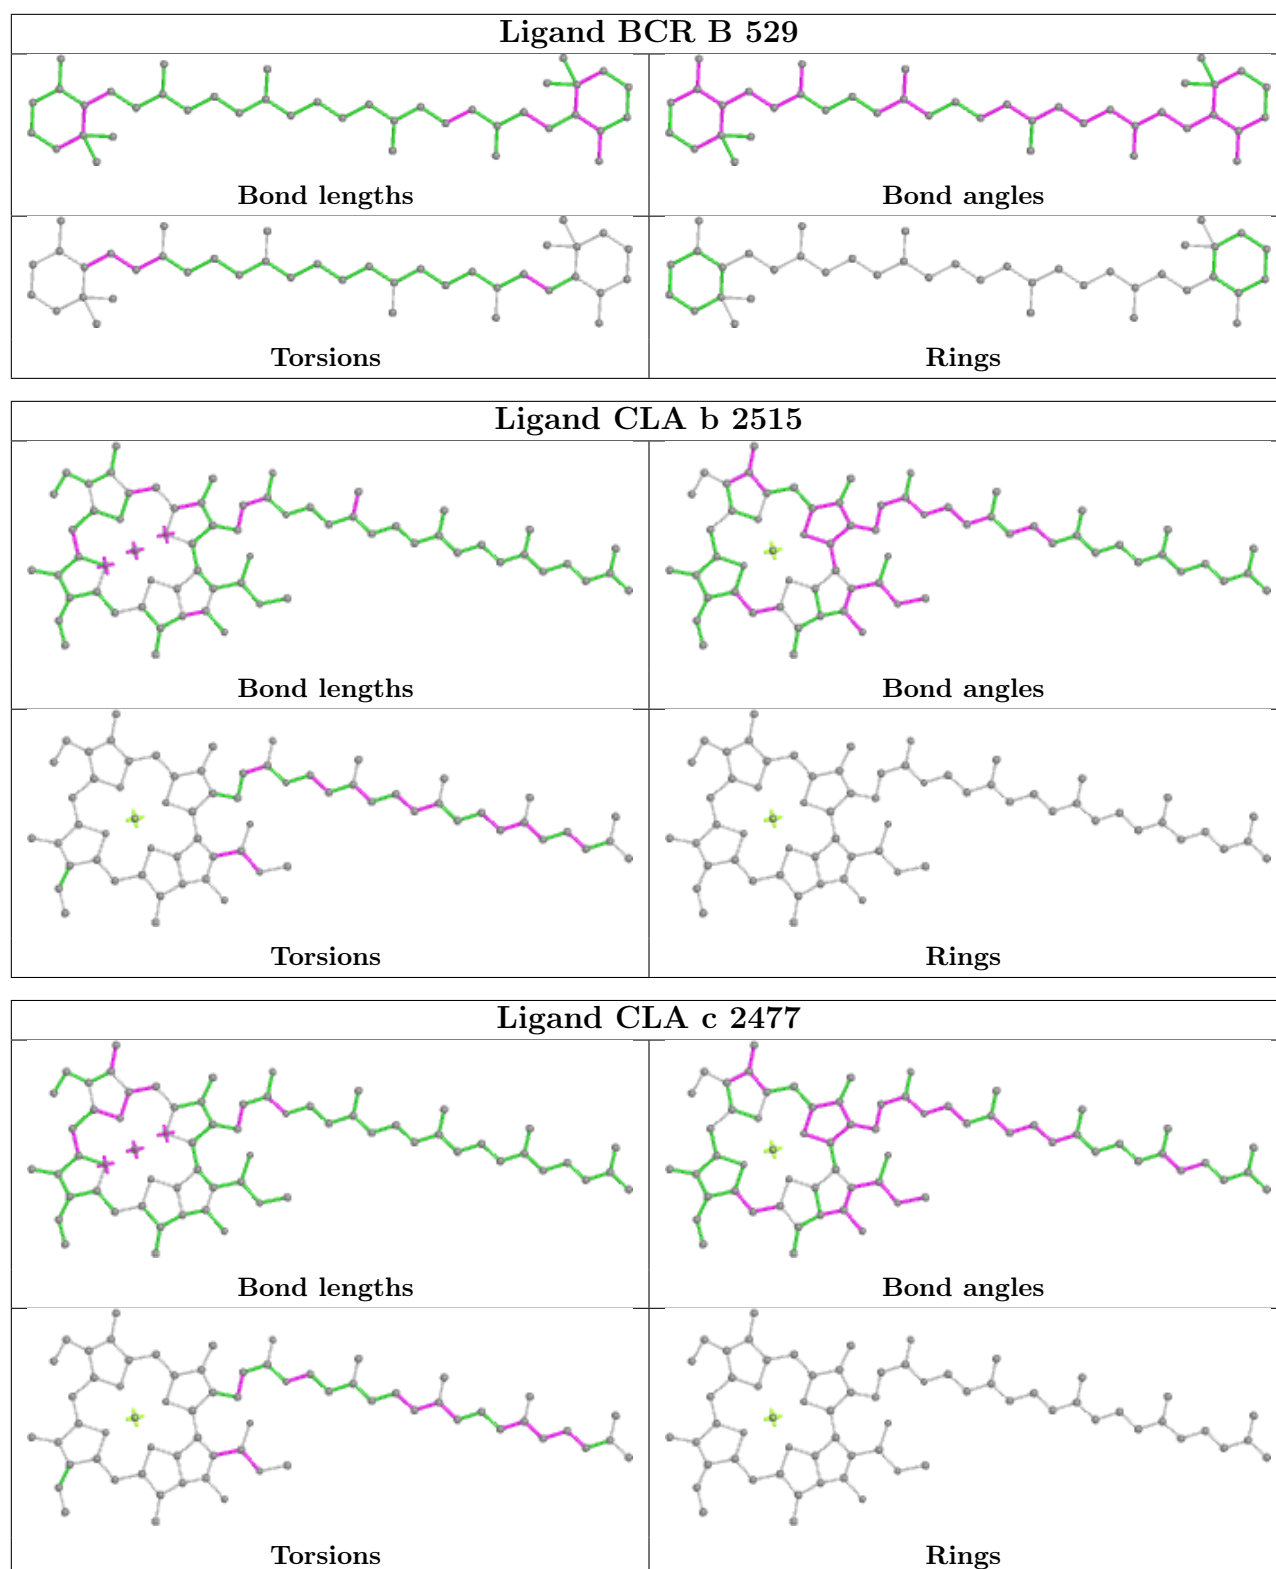 Ligand BCR B 529
Bond lengths
Bond angles
Torsions
Rings
Ligand CLA b 2515
Bond lengths
Bond angles
Torsions
Rings
Ligand CLA c 2477
Bond lengths
Bond angles
Torsions
Rings